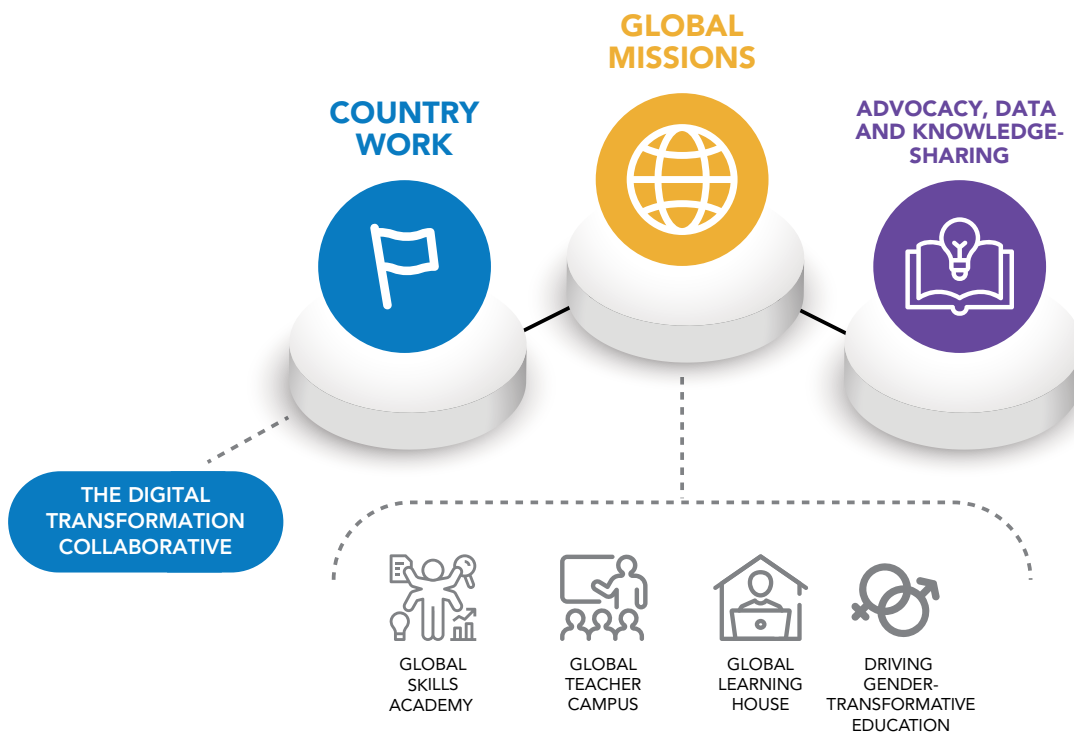 GLOBAL
MISSIONS
COUNTRY
WORK
ADVOCACY, DATA
AND KNOWLEDGE-
SHARING
THE DIGITAL
TRANSFORMATION
COLLABORATIVE
GLOBAL
SKILLS
ACADEMY
GLOBAL
TEACHER
CAMPUS
GLOBAL
LEARNING
HOUSE
DRIVING
GENDER-
TRANSFORMATIVE
EDUCATION